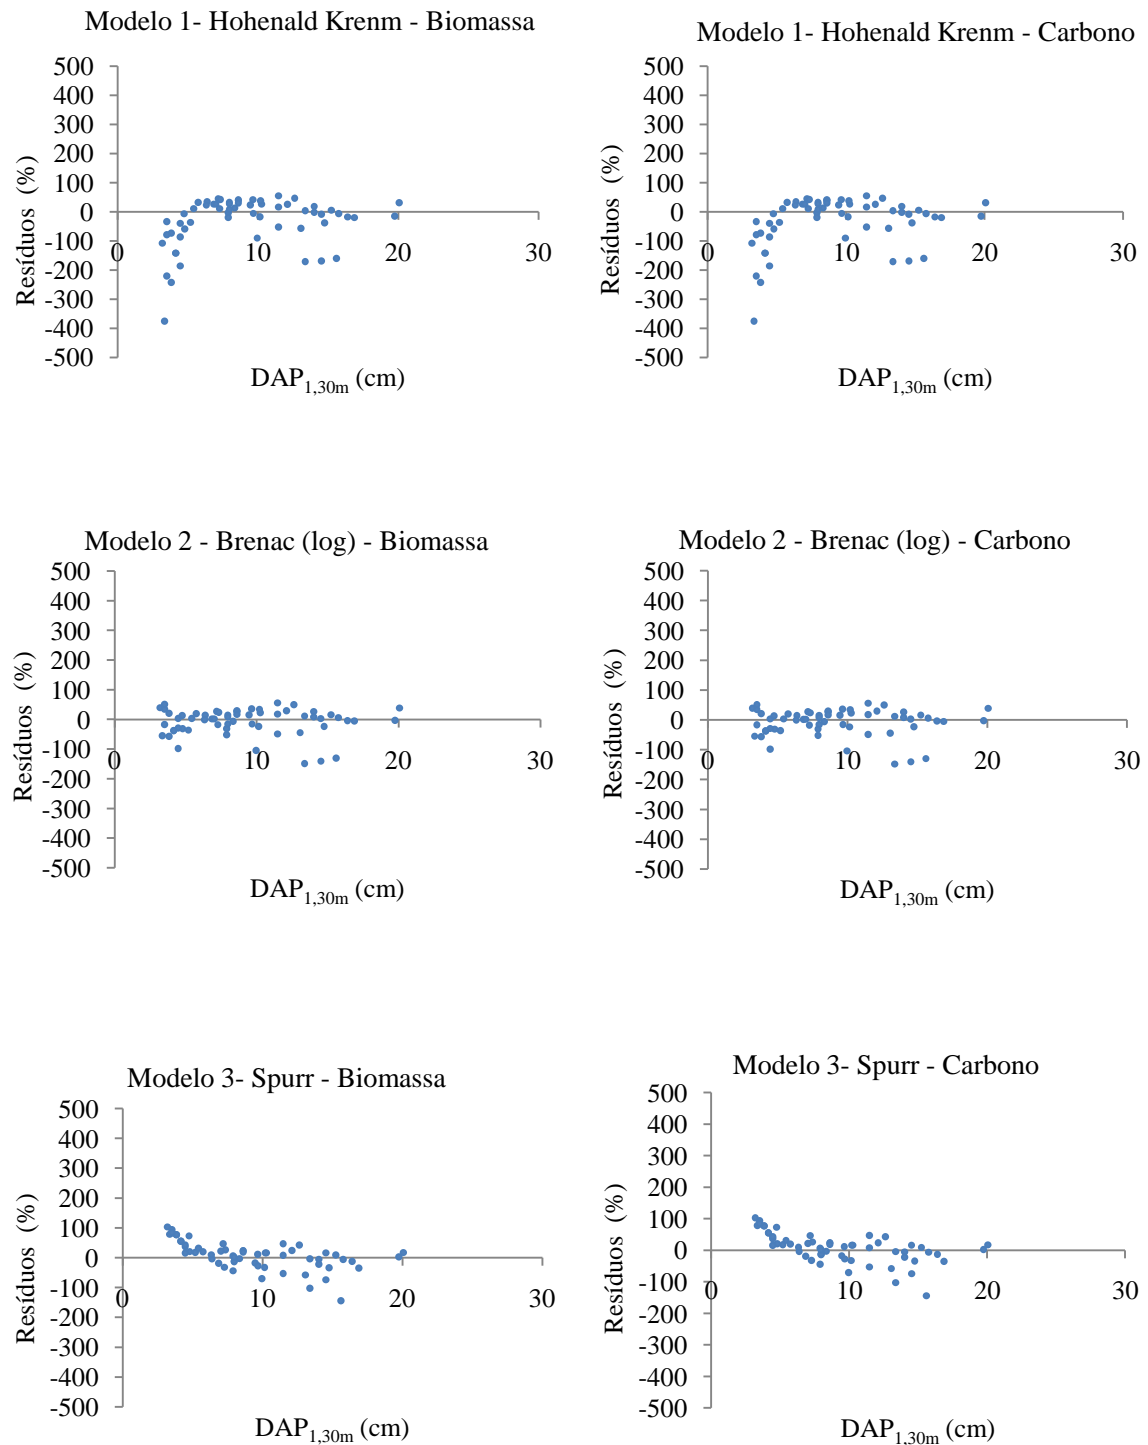 Modelo 1- Hohenald Krenm - Biomassa
500
400
300
200
100
0
-100
-200
-300
-400
-500
0 10 20 30
Resíduos (%)
DAP1,30m (cm)
Modelo 1- Hohenald Krenm - Carbono
500
400
300
200
100
0
-100
-200
-300
-400
-500
0 10 20 30
Resíduos (%)
DAP1,30m (cm)
Modelo 2 - Brenac (log) - Biomassa
500
400
300
200
100
0
-100
-200
-300
-400
-500
0 10 20 30
Resíduos (%)
DAP1,30m (cm)
Modelo 2 - Brenac (log) - Carbono
500
400
300
200
100
0
-100
-200
-300
-400
-500
0 10 20 30
Resíduos (%)
DAP1,30m (cm)
Modelo 3- Spurr - Biomassa
500
400
300
200
100
0
-100
-200
-300
-400
-500
0 10 20 30
Resíduos (%)
DAP1,30m (cm)
Modelo 3- Spurr - Carbono
500
400
300
200
100
0
-100
-200
-300
-400
-500
0 10 20 30
Resíduos (%)
DAP1,30m (cm)